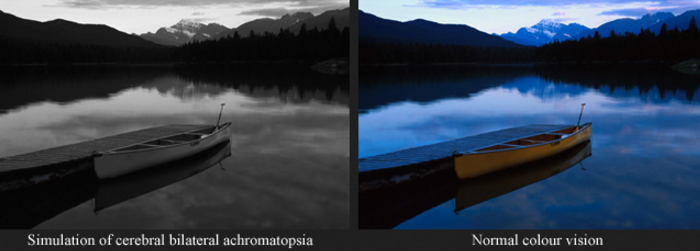 Simulation of cerebral bilateral achromatopsia
Normal colour vision